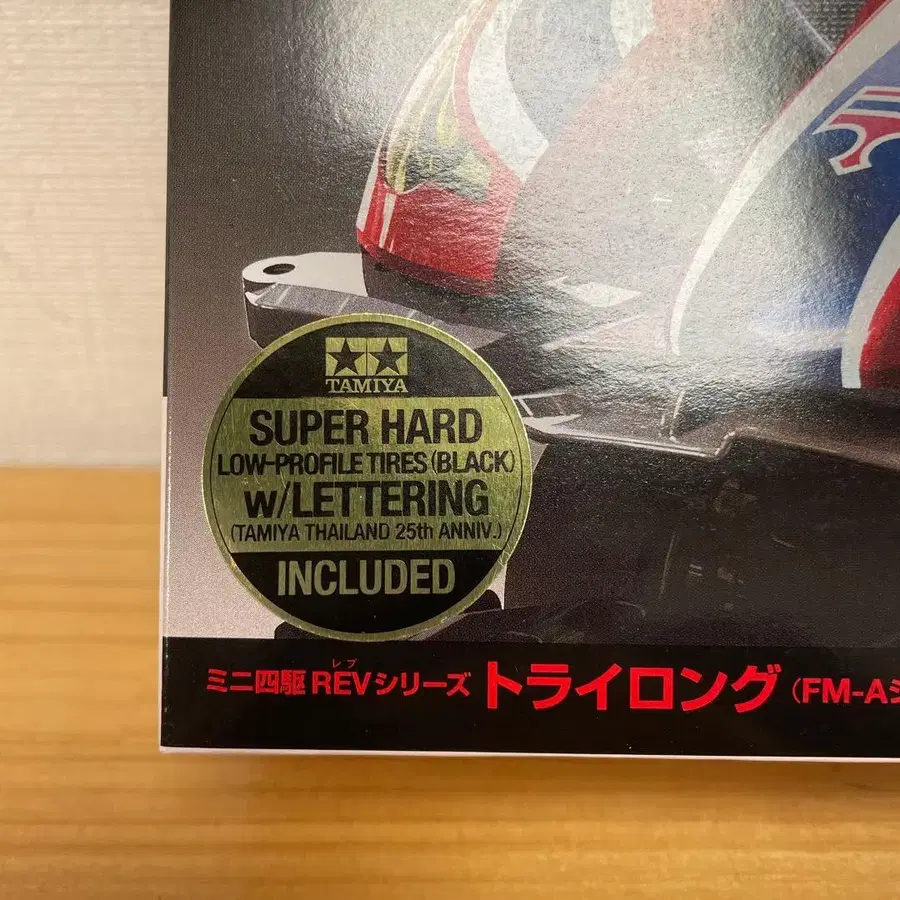 TAMIYA
SUPER HARD
LOW-PROFILE TIRES (BLACK)
w/LETTERING
(TAMIYA THAILAND 25th ANNIV.)
INCLUDED
レブ
ミニ四駆 REVシリーズ トライロング (FM-A